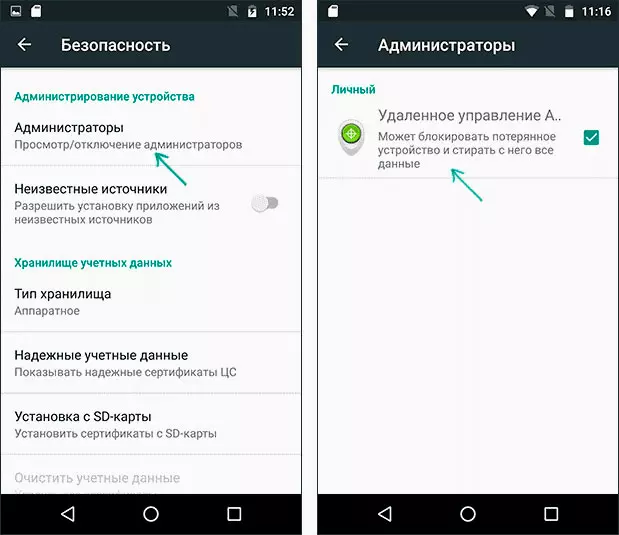 11:52
Безопасность
Администрирование устройства
Администраторы
Просмотр/отключение администраторов
Неизвестные источники
Разрешить установку приложений из
неизвестных источников
Хранилище учетных данных
Тип хранилища
Аппаратное
Надежные учетные данные
Показывать надежные сертификаты ЦС
Установка с SD-карты
Установить сертификаты с SD-карты
Очистить учетные данные
11:16
Администраторы
Личный
Удаленное управление А..
Может блокировать потерянное
устройство и стирать с него все
данные